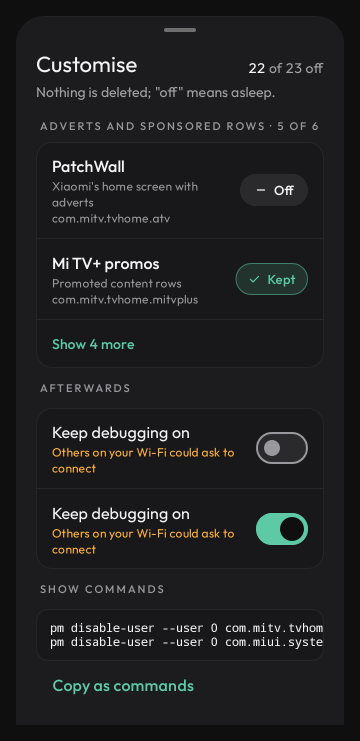 Customise
22 of 23 off
Nothing is deleted; "off" means asleep.
ADVERTS AND SPONSORED ROWS · 5 OF 6
PatchWall
Xiaomi's home screen with
adverts
com.mitv.tvhome.atv
– Off
Mi TV+ promos
Promoted content rows
com.mitv.tvhome.mitvplus
✓ Kept
Show 4 more
AFTERWARDS
Keep debugging on
Others on your Wi-Fi could ask to
connect
Keep debugging on
Others on your Wi-Fi could ask to
connect
SHOW COMMANDS
pm disable-user --user 0 com.mitv.tvhom
pm disable-user --user 0 com.miui.syste
Copy as commands